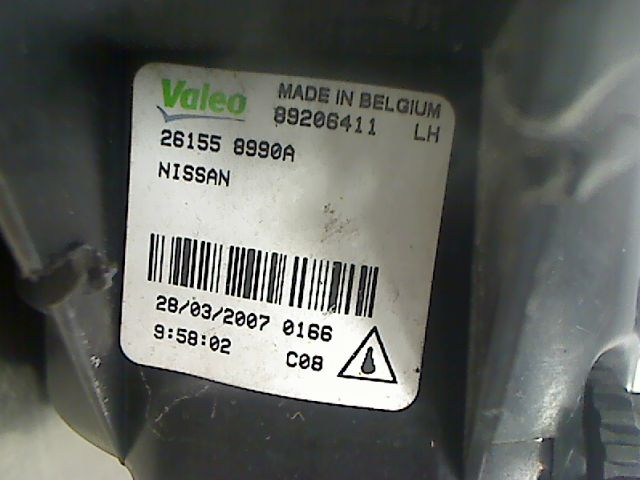 Valeo MADE IN BELGIUM
89206411 LH
26155 8990A
NISSAN
28/03/2007 0166
9:58:02 C08